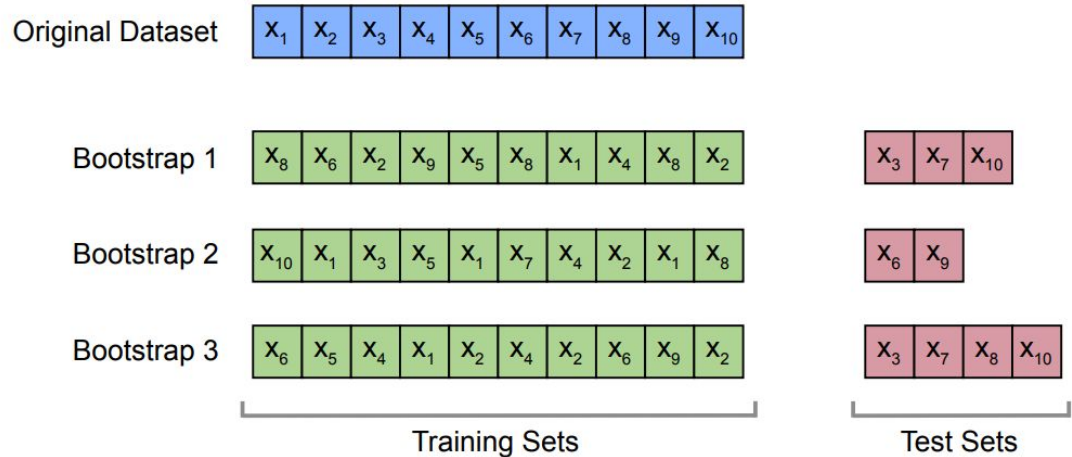 Original Dataset x₁ x₂ x₃ x₄ x₅ x₆ x₇ x₈ x₉ x₁₀
Bootstrap 1 x₈ x₆ x₂ x₉ x₅ x₈ x₁ x₄ x₈ x₂ x₃ x₇ x₁₀
Bootstrap 2 x₁₀ x₁ x₃ x₅ x₁ x₇ x₄ x₂ x₁ x₈ x₆ x₉
Bootstrap 3 x₆ x₅ x₄ x₁ x₂ x₄ x₂ x₆ x₉ x₂ x₃ x₇ x₈ x₁₀
Training Sets Test Sets